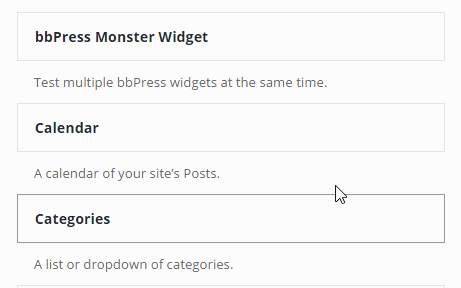 bbPress Monster Widget
Test multiple bbPress widgets at the same time.
Calendar
A calendar of your site’s Posts.
Categories
A list or dropdown of categories.